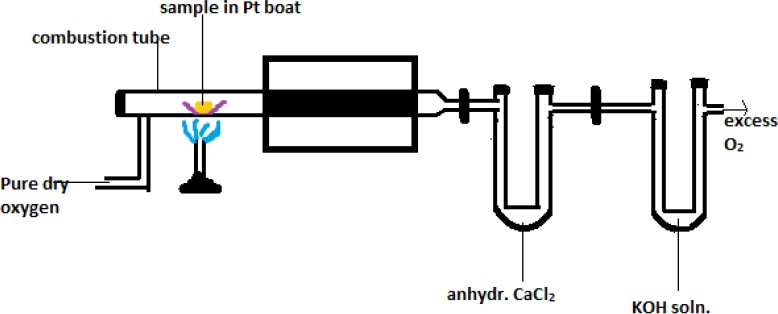 sample in Pt boat
combustion tube
Pure dry
oxygen
excess
O₂
anhydr. CaCl₂
KOH soln.